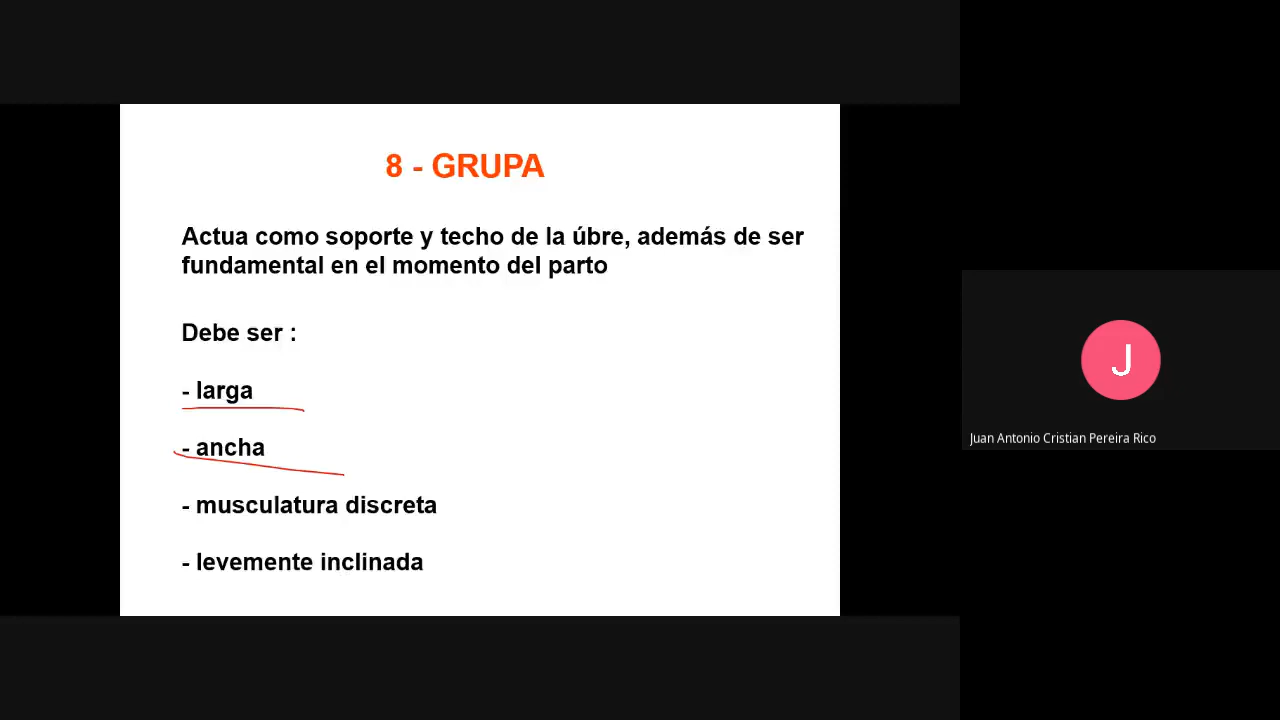 8 - GRUPA
Actua como soporte y techo de la úbre, además de ser
fundamental en el momento del parto
Debe ser :
- larga
- ancha
- musculatura discreta
- levemente inclinada
J
Juan Antonio Cristian Pereira Rico